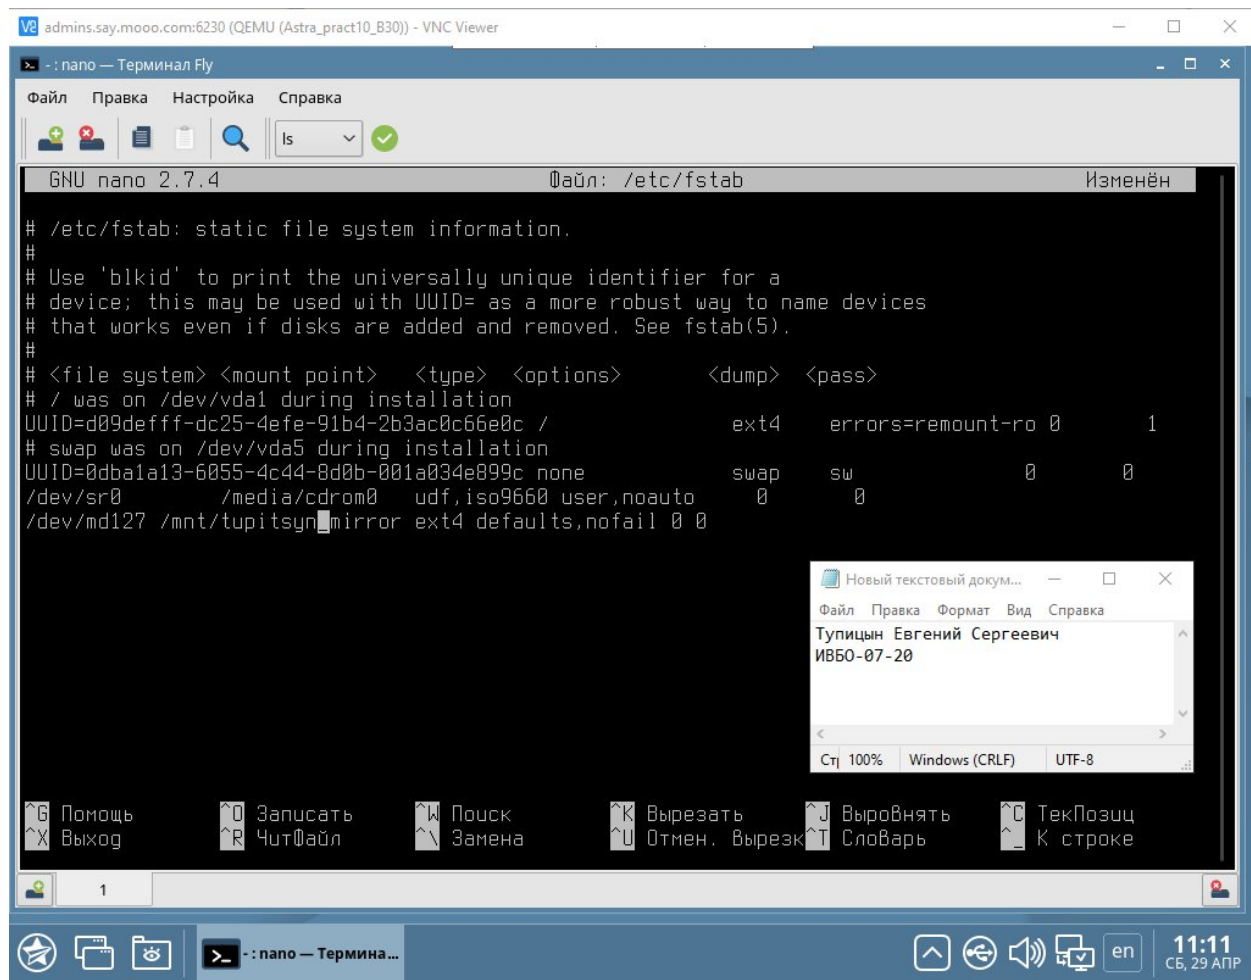 admins.say.mooo.com:6230 (QEMU (Astra_pract10_B30)) - VNC Viewer
- : nano — Терминал Fly
Файл Правка Настройка Справка
ls
GNU nano 2.7.4 Файл: /etc/fstab Изменён
# /etc/fstab: static file system information.
#
# Use 'blkid' to print the universally unique identifier for a
# device; this may be used with UUID= as a more robust way to name devices
# that works even if disks are added and removed. See fstab(5).
#
# <file system> <mount point> <type> <options> <dump> <pass>
# / was on /dev/vda1 during installation
UUID=d09defff-dc25-4efe-91b4-2b3ac0c66e0c / ext4 errors=remount-ro 0 1
# swap was on /dev/vda5 during installation
UUID=0dba1a13-6055-4c44-8d0b-001a034e899c none swap sw 0 0
/dev/sr0 /media/cdrom0 udf,iso9660 user,noauto 0 0
/dev/md127 /mnt/tupitsyn_mirror ext4 defaults,nofail 0 0
Новый текстовый докум...
Файл Правка Формат Вид Справка
Тупицын Евгений Сергеевич
ИВБО-07-20
Стр 100% Windows (CRLF) UTF-8
^G Помощь ^O Записать ^W Поиск ^K Вырезать ^J Выровнять ^C ТекПозиц
^X Выход ^R ЧитФайл ^\ Замена ^U Отмен. Вырезк ^T Словарь ^_ К строке
1
- : nano — Термина...
en
11:11
СБ, 29 АПР